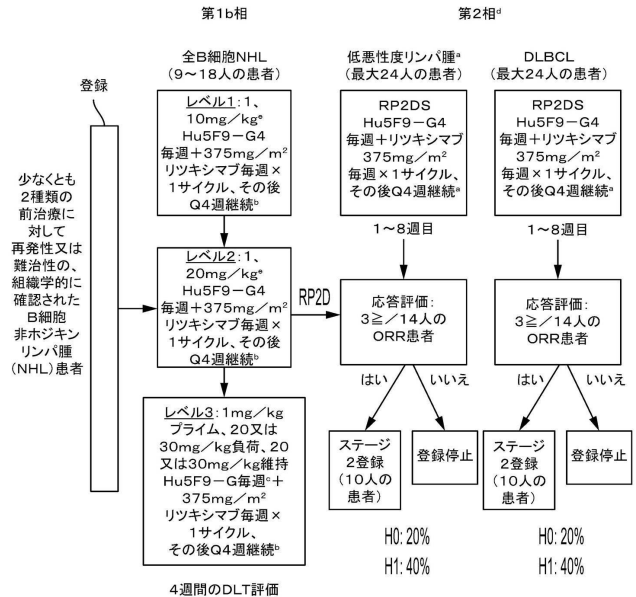 第1b相
第2相ᵈ
登録
少なくとも
2種類の
前治療に
対して
再発性又は
難治性の、
組織学的に
確認された
B細胞
非ホジキン
リンパ腫
(NHL)患者
全B細胞NHL
(9~18人の患者)
レベル1:1、
10mg/kgᵉ
Hu5F9-G4
毎週+375mg/m²
リツキシマブ毎週×
1サイクル、その後
Q4週継続ᵇ
レベル2:1、
20mg/kgᵉ
Hu5F9-G4
毎週+375mg/m²
リツキシマブ毎週×
1サイクル、その後
Q4週継続ᵇ
レベル3:1mg/kg
プライム、20又は
30mg/kg負荷、20
又は30mg/kg維持
Hu5F9-G毎週ᶜ+
375mg/m²
リツキシマブ毎週×
1サイクル、
その後Q4週継続ᵇ
4週間のDLT評価
RP2D
低悪性度リンパ腫ᵃ
(最大24人の患者)
RP2DS
Hu5F9-G4
毎週+リツキシマブ
375mg/m²
毎週×1サイクル、
その後Q4週継続ᵃ
1~8週目
応答評価:
3≧/14人の
ORR患者
はい
いいえ
ステージ
2登録
(10人の
患者)
登録停止
H0:20%
H1:40%
DLBCL
(最大24人の患者)
RP2DS
Hu5F9-G4
毎週+リツキシマブ
375mg/m²
毎週×1サイクル、
その後Q4週継続ᵃ
1~8週目
応答評価:
3≧/14人の
ORR患者
はい
いいえ
ステージ
2登録
(10人の
患者)
登録停止
H0:20%
H1:40%